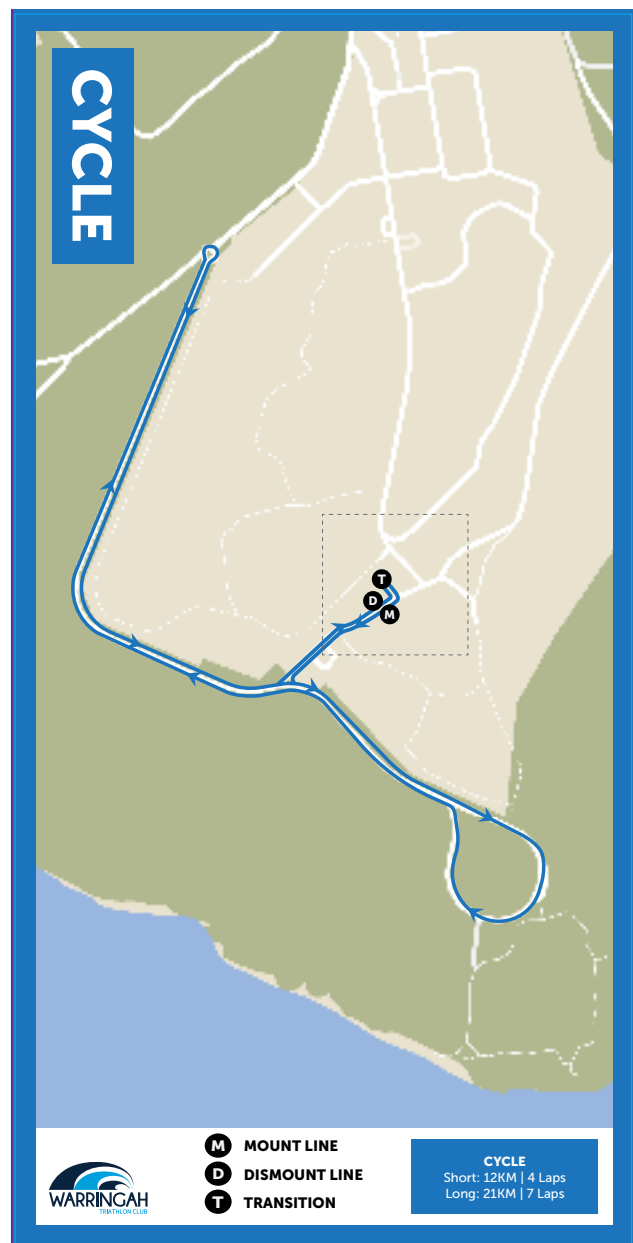 CYCLE
T
D
M
M MOUNT LINE
D DISMOUNT LINE
T TRANSITION
WARRINGAH
TRIATHLON CLUB
CYCLE
Short: 12KM | 4 Laps
Long: 21KM | 7 Laps